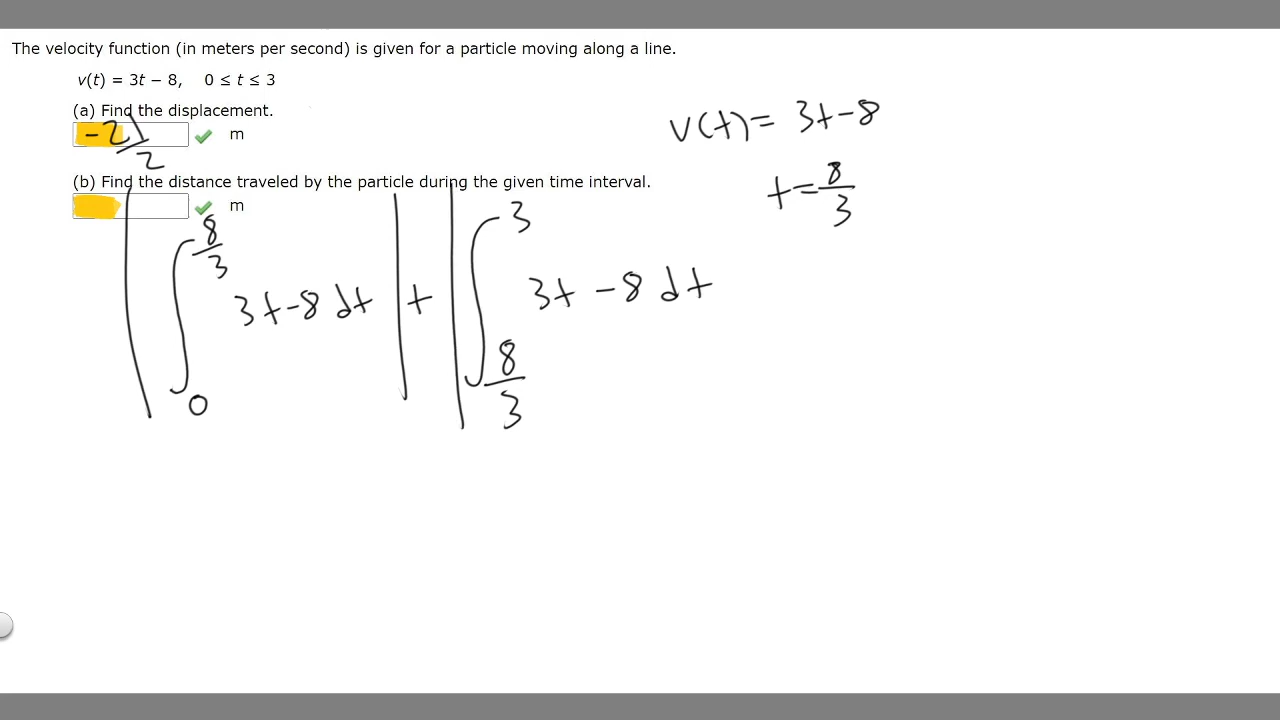 The velocity function (in meters per second) is given for a particle moving along a line.
v(t) = 3t − 8, 0 ≤ t ≤ 3
(a) Find the displacement.
-21/2 m
(b) Find the distance traveled by the particle during the given time interval.
m
v(t) = 3t-8
t = 8/3
|∫_0^{8/3} 3t-8 dt| + |∫_{8/3}^3 3t-8 dt